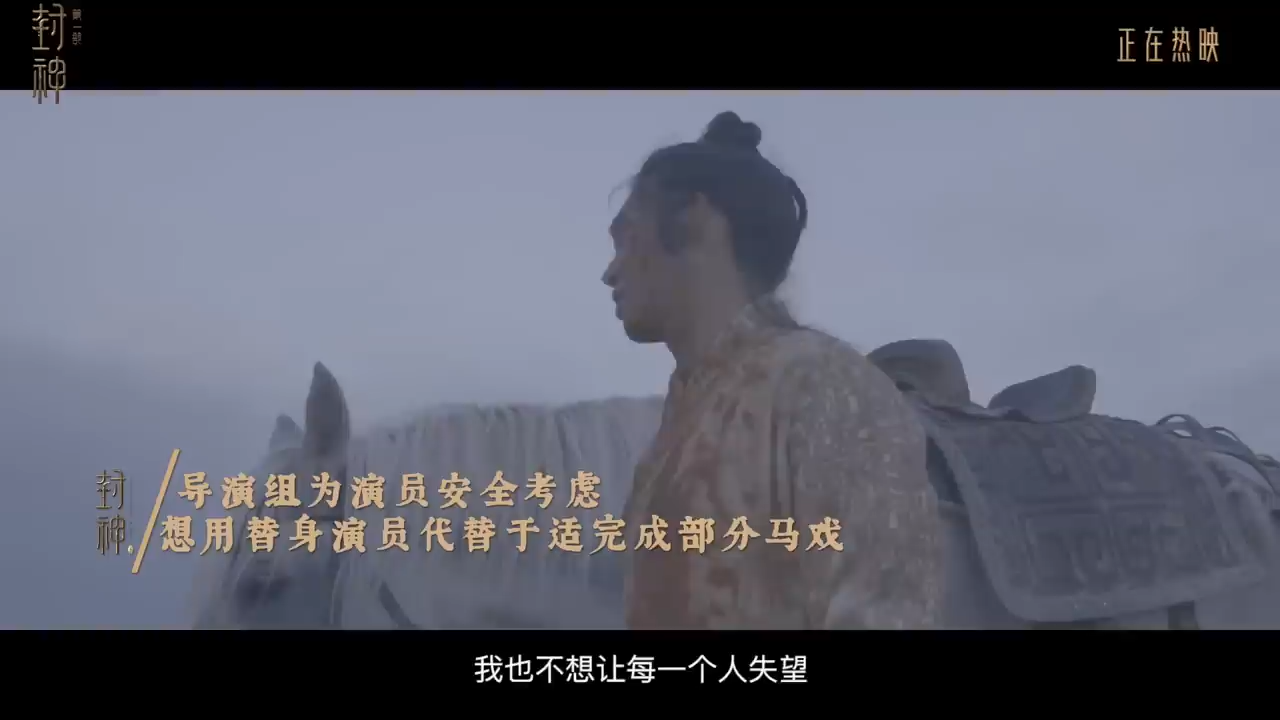 封神
第一部
正在热映
封神
导演组为演员安全考虑
想用替身演员代替于适完成部分马戏
我也不想让每一个人失望